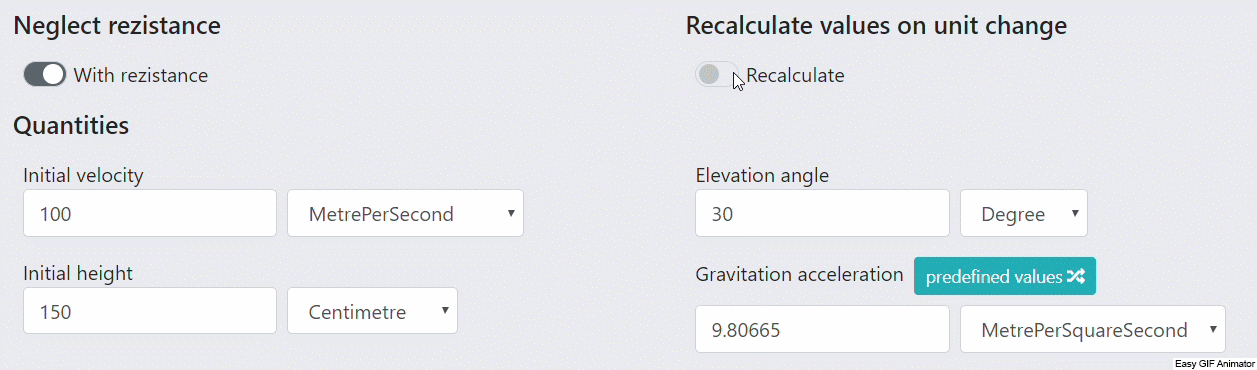 Neglect rezistance
With rezistance
Recalculate values on unit change
Recalculate
Quantities
Initial velocity
100 MetrePerSecond
Elevation angle
30 Degree
Initial height
150 Centimetre
Gravitation acceleration predefined values
9.80665 MetrePerSquareSecond
Easy GIF Animator